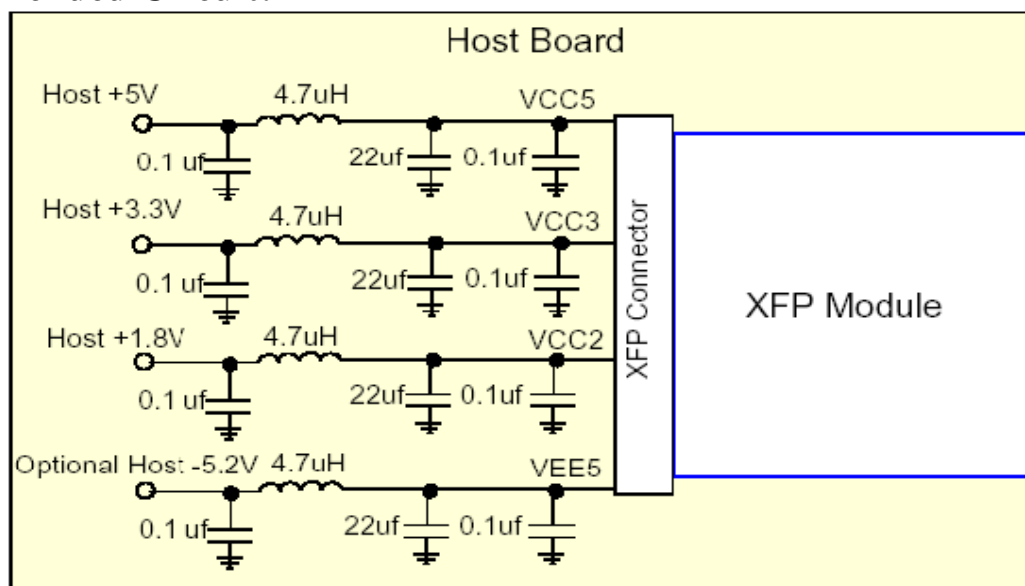 Host Board
Host +5V
4.7uH
VCC5
0.1 uf
22uf
0.1uf
Host +3.3V
4.7uH
VCC3
0.1 uf
22uf
0.1uf
Host +1.8V
4.7uH
VCC2
0.1 uf
22uf
0.1uf
Optional Host -5.2V
4.7uH
VEE5
0.1 uf
22uf
0.1uf
XFP Connector
XFP Module